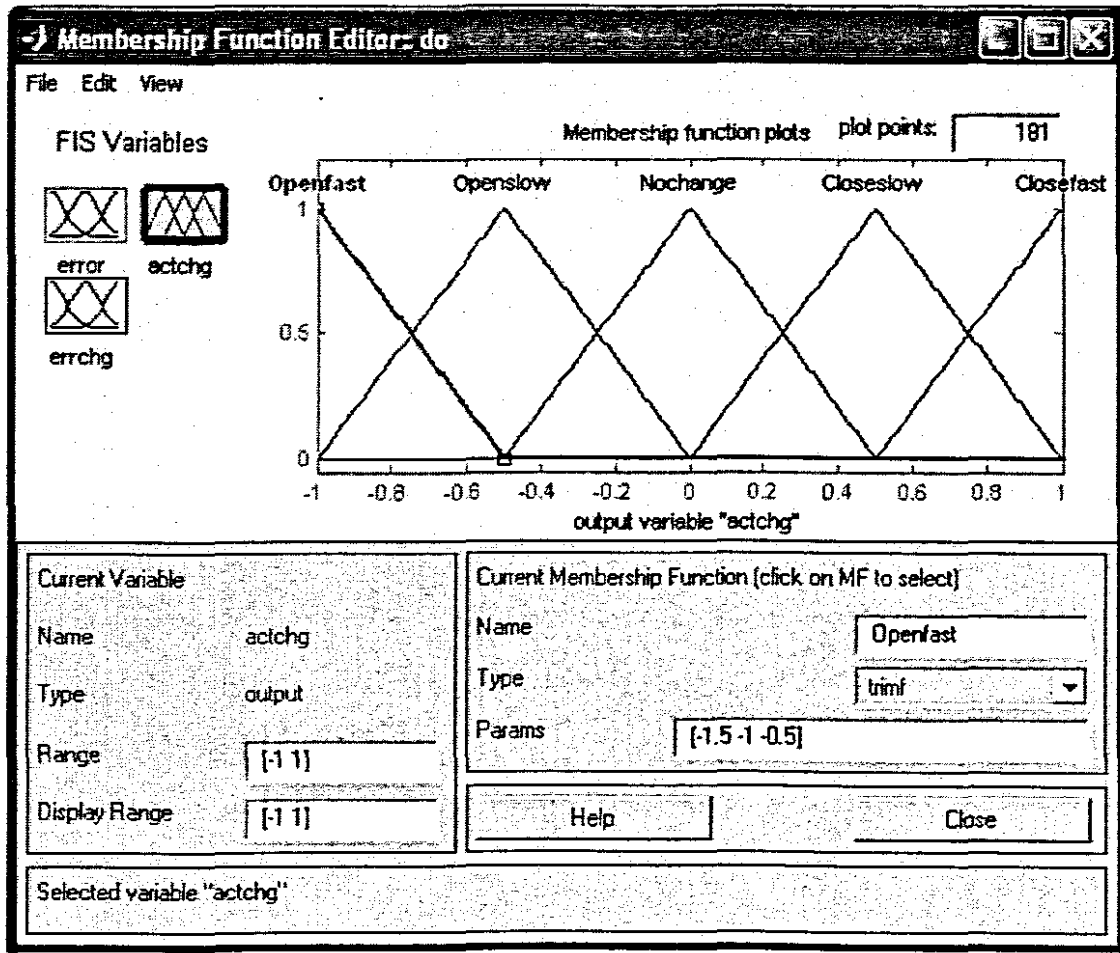 Membership Function Editor: do
File Edit View
FIS Variables
Membership function plots plot points: 181
Openfast Openslow Nochange Closeslow Closefast
error actchg
errchg
1
0.5
0
-1 -0.8 -0.6 -0.4 -0.2 0 0.2 0.4 0.6 0.8 1
output variable "actchg"
Current Variable
Name actchg
Type output
Range [-1 1]
Display Range [-1 1]
Current Membership Function (click on MF to select)
Name Openfast
Type trimf
Params [-1.5 -1 -0.5]
Help Close
Selected variable "actchg"